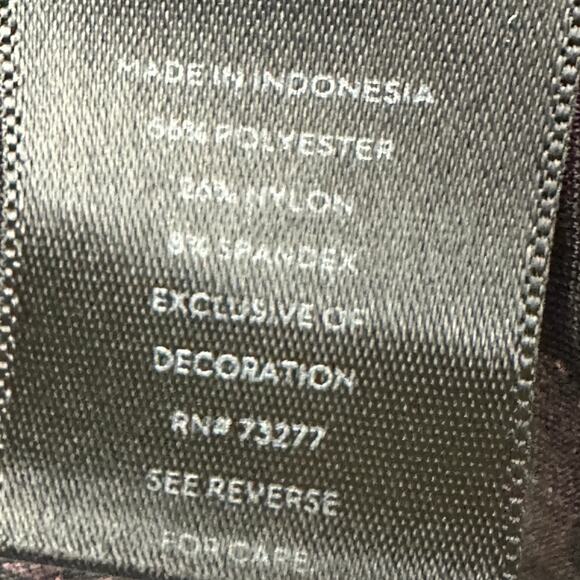 MADE IN INDONESIA
66% POLYESTER
26% NYLON
8% SPANDEX
EXCLUSIVE OF
DECORATION
RN# 73277
SEE REVERSE
FOR CARE